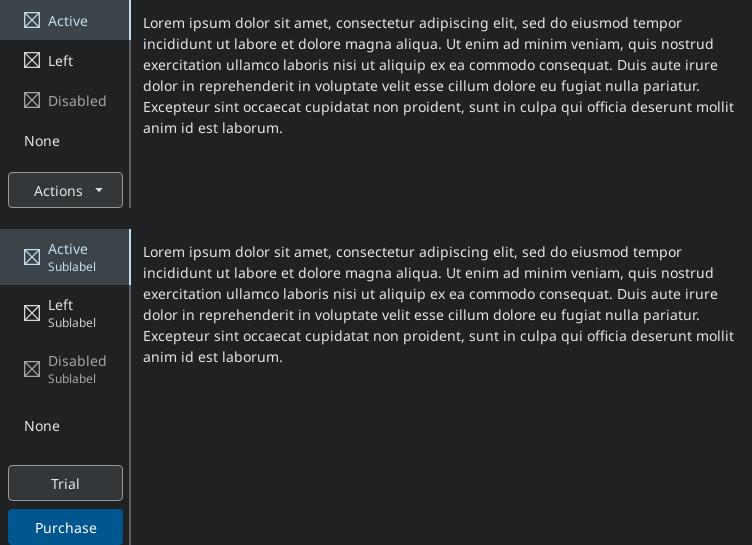 Active
Left
Disabled
None
Actions
Lorem ipsum dolor sit amet, consectetur adipiscing elit, sed do eiusmod tempor
incididunt ut labore et dolore magna aliqua. Ut enim ad minim veniam, quis nostrud
exercitation ullamco laboris nisi ut aliquip ex ea commodo consequat. Duis aute irure
dolor in reprehenderit in voluptate velit esse cillum dolore eu fugiat nulla pariatur.
Excepteur sint occaecat cupidatat non proident, sunt in culpa qui officia deserunt mollit
anim id est laborum.
Active
Sublabel
Left
Sublabel
Disabled
Sublabel
None
Trial
Purchase
Lorem ipsum dolor sit amet, consectetur adipiscing elit, sed do eiusmod tempor
incididunt ut labore et dolore magna aliqua. Ut enim ad minim veniam, quis nostrud
exercitation ullamco laboris nisi ut aliquip ex ea commodo consequat. Duis aute irure
dolor in reprehenderit in voluptate velit esse cillum dolore eu fugiat nulla pariatur.
Excepteur sint occaecat cupidatat non proident, sunt in culpa qui officia deserunt mollit
anim id est laborum.